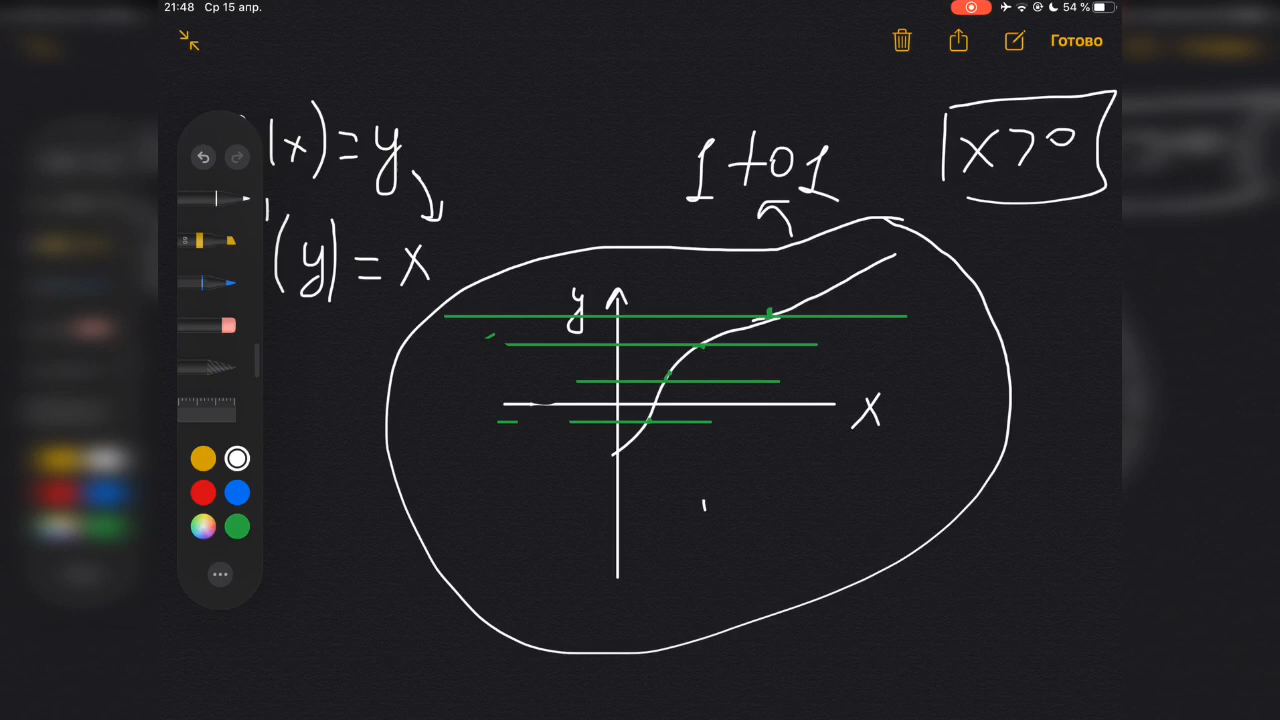 21:48 Ср 15 апр. 54 %
Готово
(x) = y
1 to 1
x > 0
(y) = x
y
x